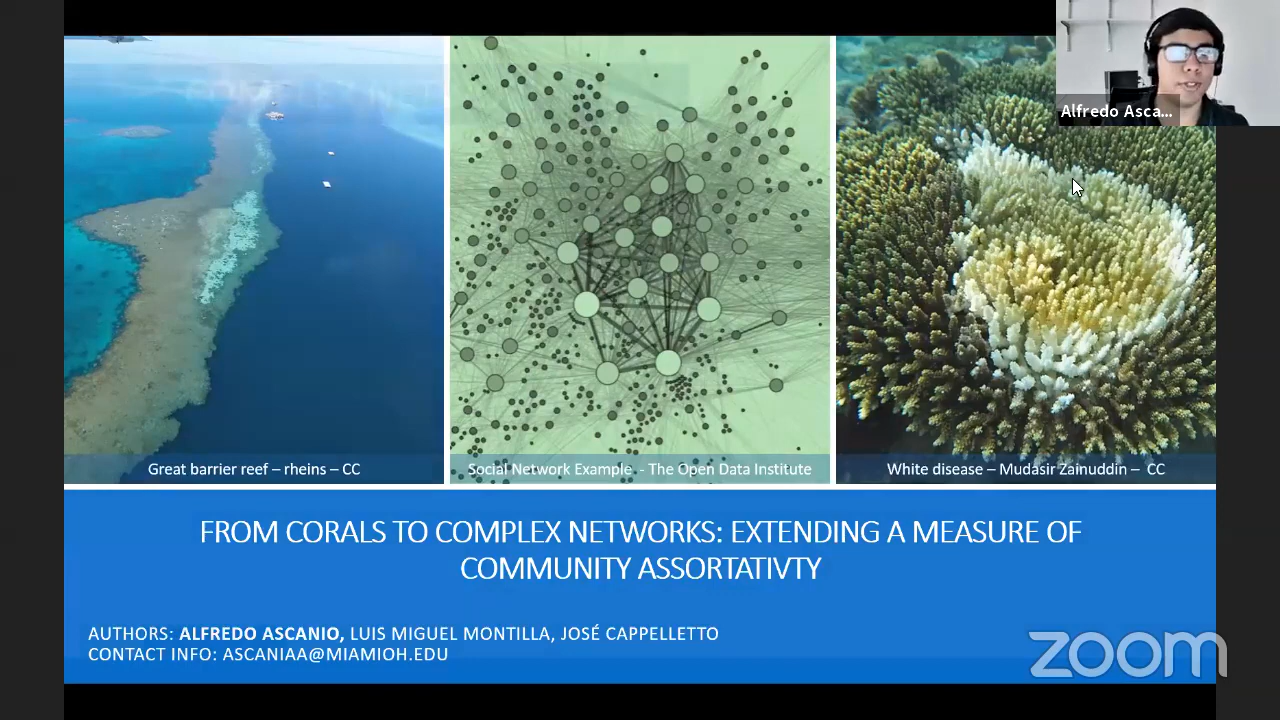 Alfredo Asca...
Great barrier reef – rheins – CC
Social Network Example - The Open Data Institute
White disease – Mudasir Zainuddin – CC
FROM CORALS TO COMPLEX NETWORKS: EXTENDING A MEASURE OF
COMMUNITY ASSORTATIVTY
AUTHORS: ALFREDO ASCANIO, LUIS MIGUEL MONTILLA, JOSÉ CAPPELLETTO
CONTACT INFO: ASCANIAA@MIAMIOH.EDU
zoom